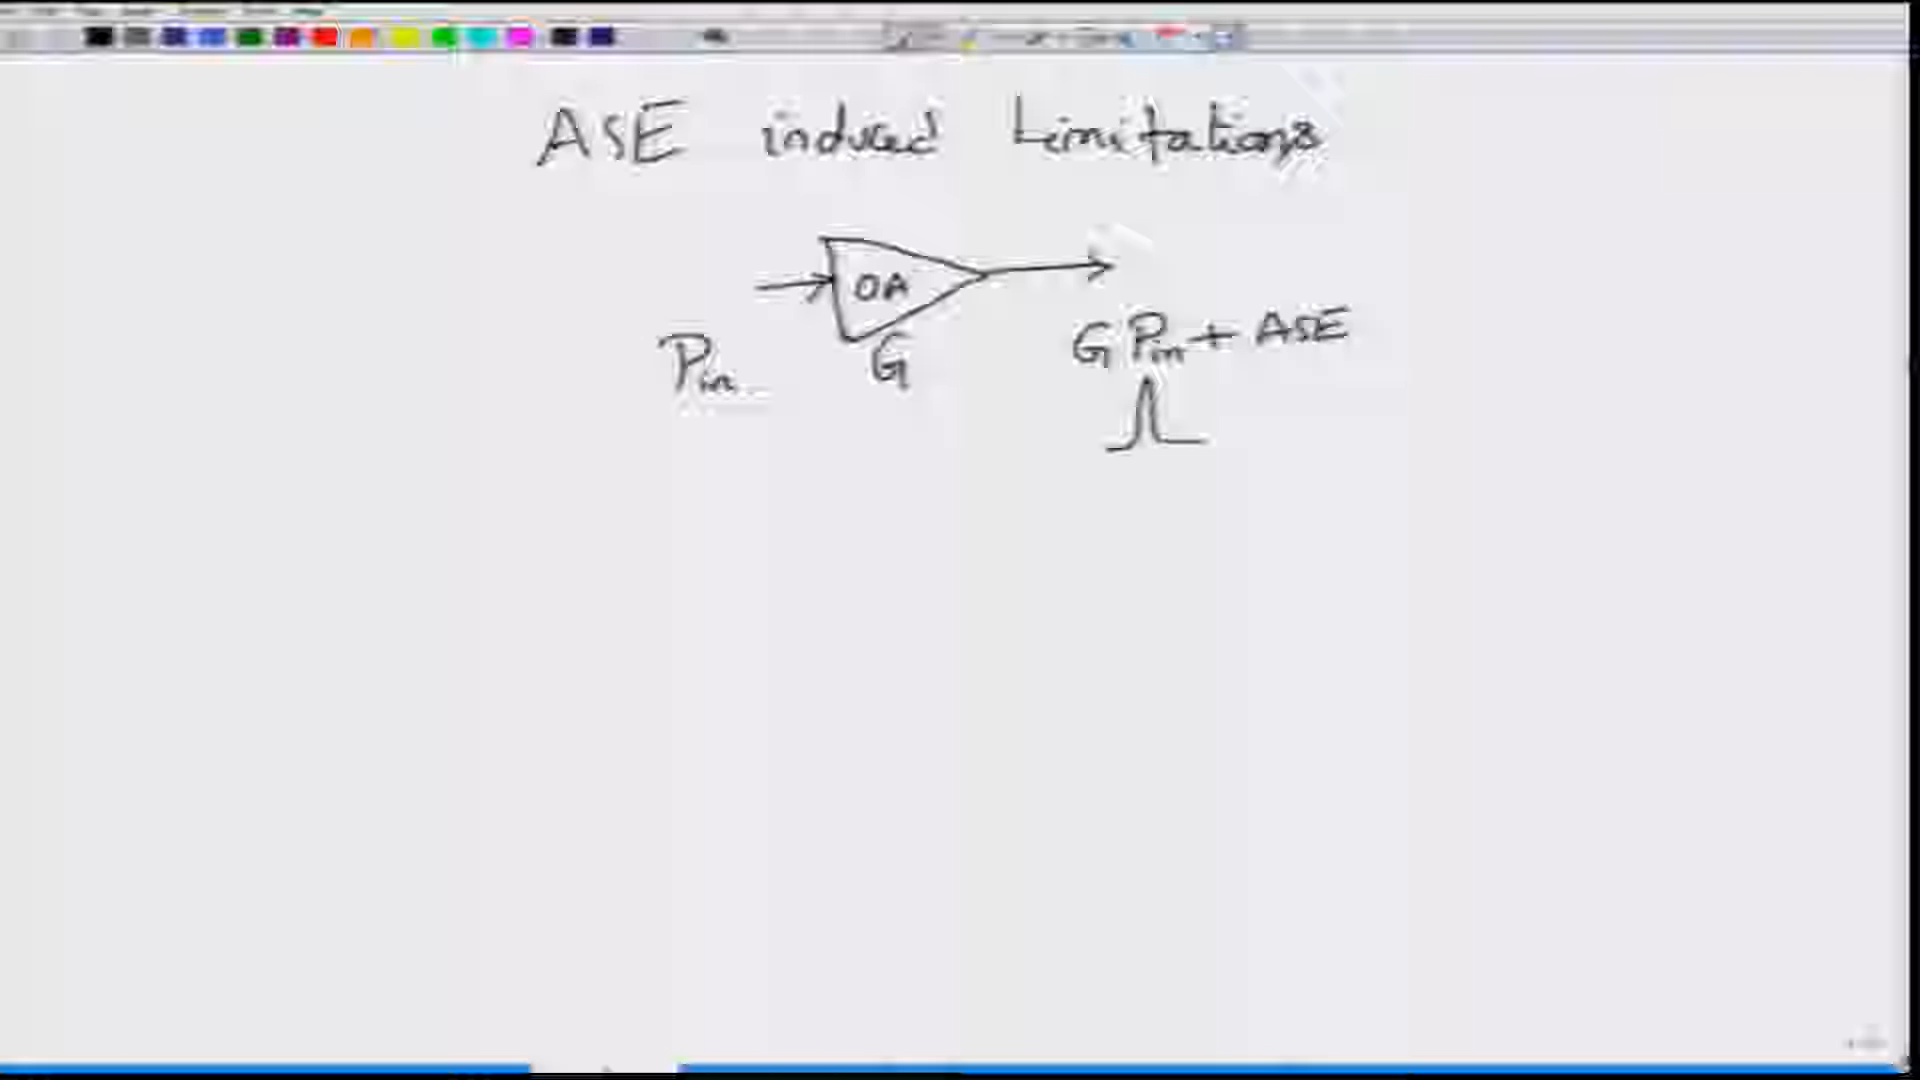 ASE induced Limitations
OA
Pin
G
G Pin + ASE